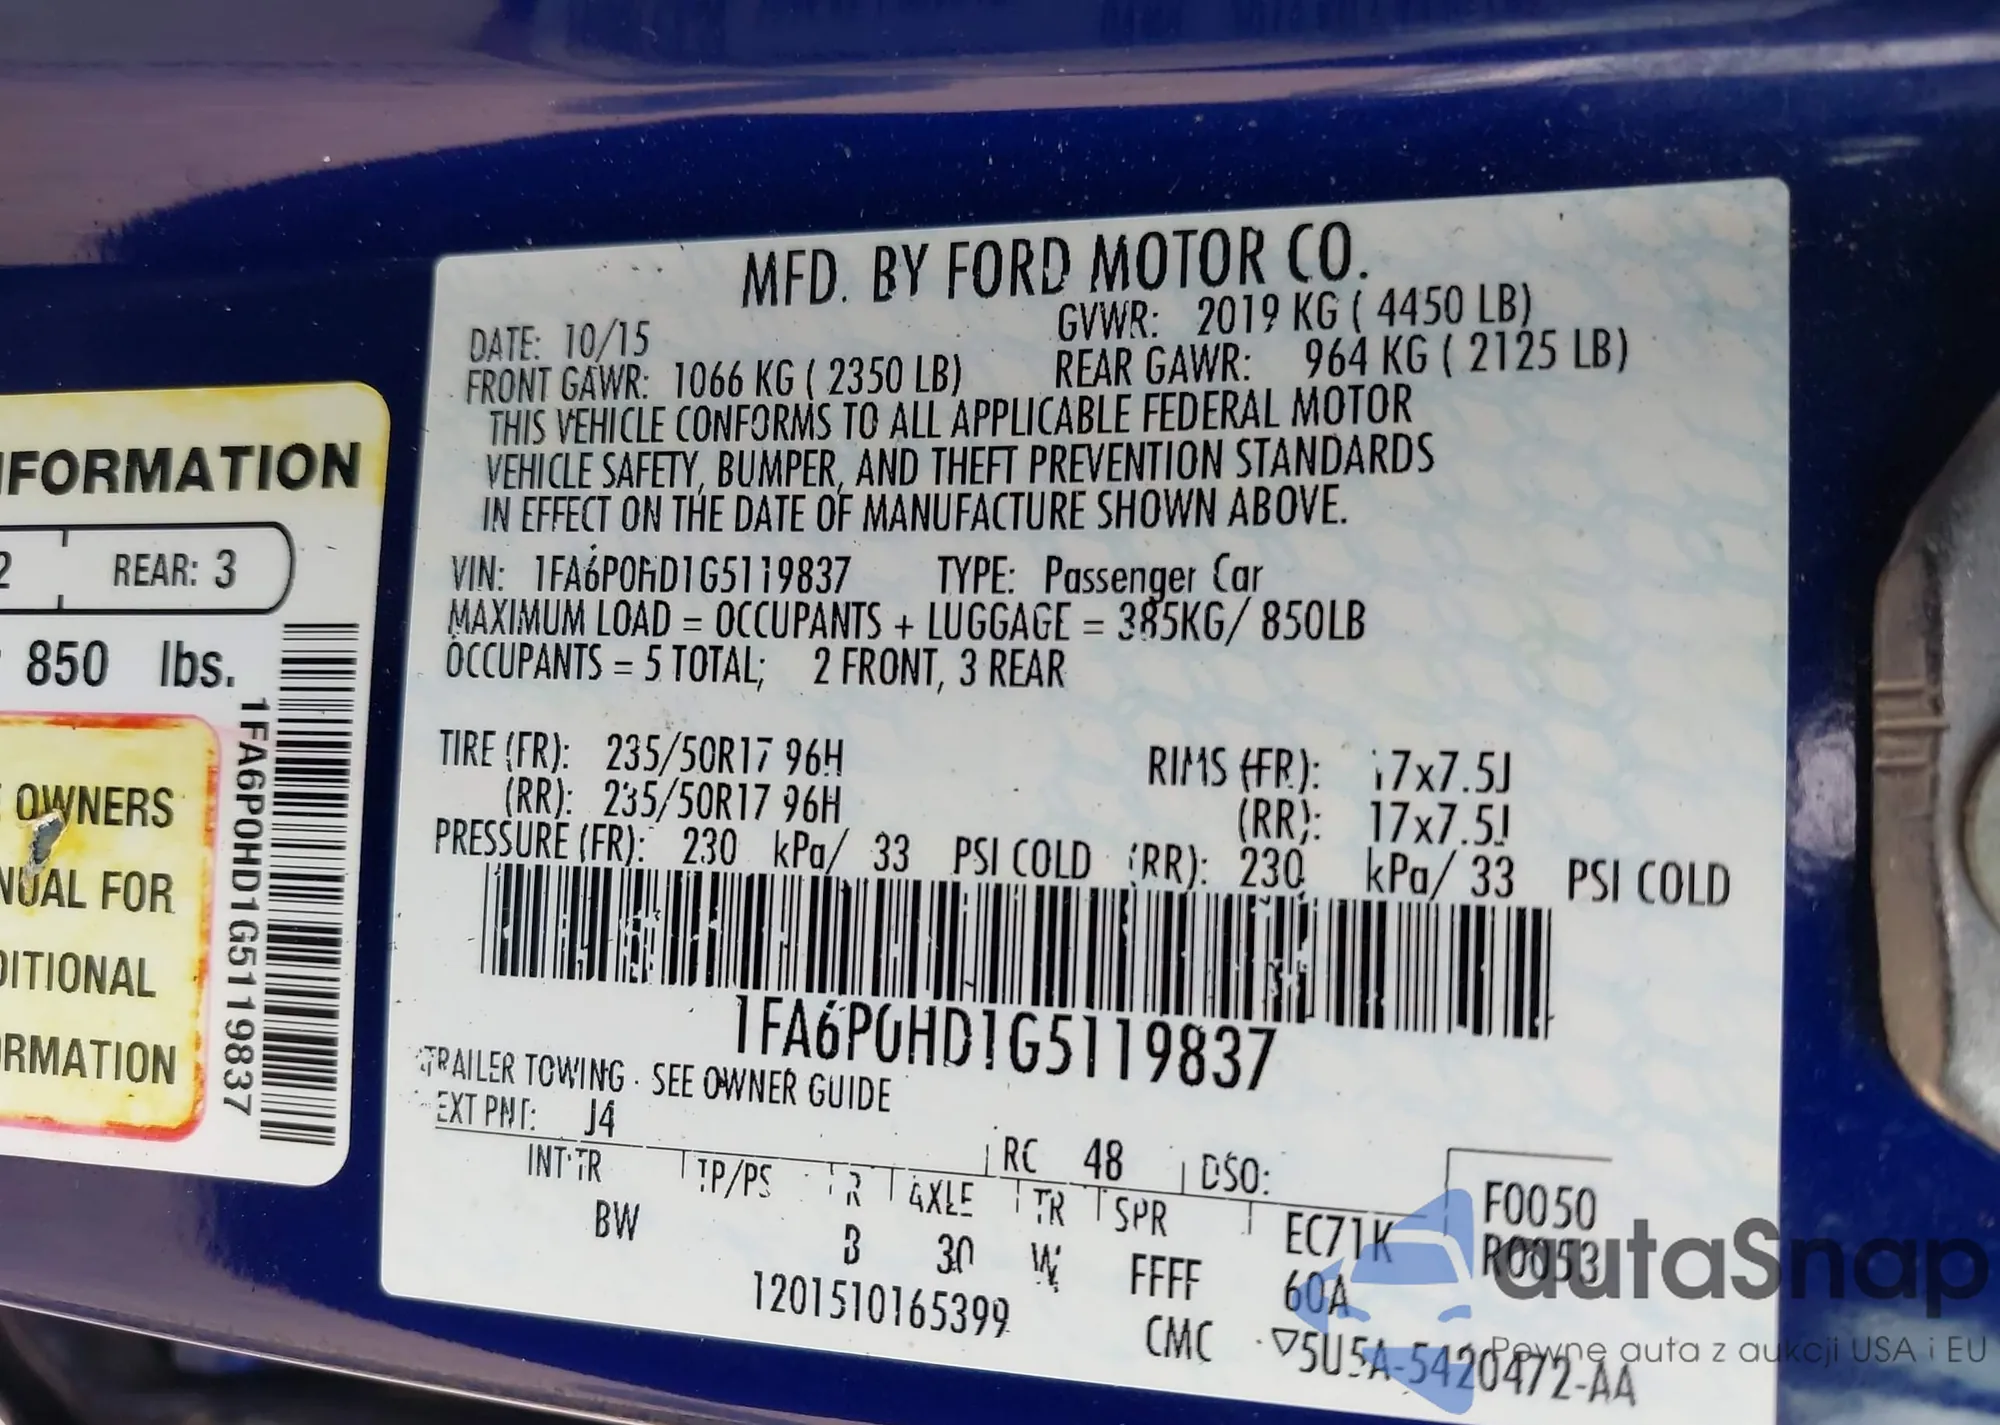 MFD. BY FORD MOTOR CO.
DATE: 10/15 GVWR: 2019 KG ( 4450 LB)
FRONT GAWR: 1066 KG ( 2350 LB) REAR GAWR: 964 KG ( 2125 LB)
THIS VEHICLE CONFORMS TO ALL APPLICABLE FEDERAL MOTOR
VEHICLE SAFETY, BUMPER, AND THEFT PREVENTION STANDARDS
IN EFFECT ON THE DATE OF MANUFACTURE SHOWN ABOVE.
VIN: 1FA6P0HD1G5119837 TYPE: Passenger Car
MAXIMUM LOAD = OCCUPANTS + LUGGAGE = 385KG/ 850LB
OCCUPANTS = 5 TOTAL; 2 FRONT, 3 REAR
TIRE (FR): 235/50R17 96H RIMS (FR): 17x7.5J
(RR): 235/50R17 96H (RR): 17x7.5J
PRESSURE (FR): 230 kPa/ 33 PSI COLD (RR): 230 kPa/ 33 PSI COLD
1FA6P0HD1G5119837
TRAILER TOWING - SEE OWNER GUIDE
EXT PNT: J4 RC 48 DSO: F0050
INT TR TP/PS R AXLE TR SPR EC71K R0053
BW B 30 W FFFF 60A
1201510165399 CMC ▽5U5A-5420472-AA
NFORMATION
2 REAR: 3
850 lbs.
OWNERS
NUAL FOR
DITIONAL
ORMATION
1FA6P0HD1G5119837
autaSnap
Pewne auta z aukcji USA i EU